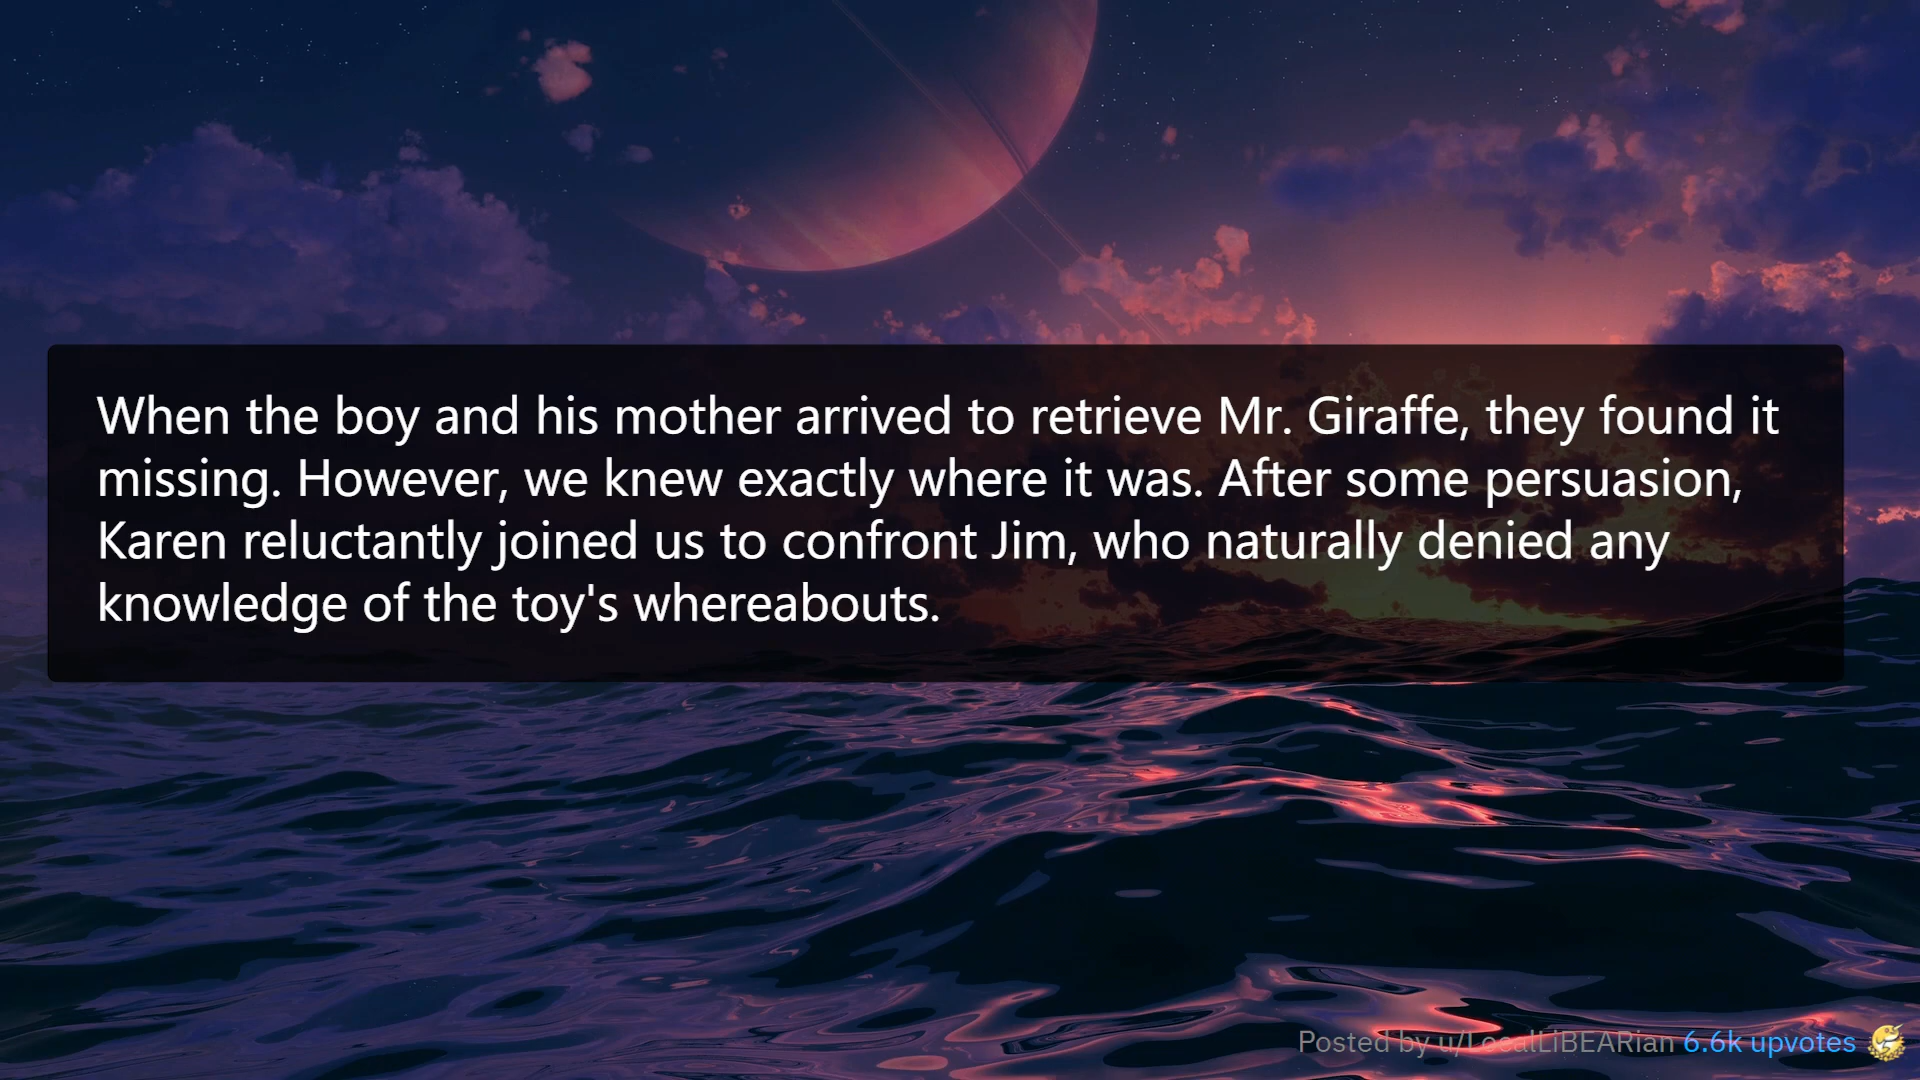 When the boy and his mother arrived to retrieve Mr. Giraffe, they found it
missing. However, we knew exactly where it was. After some persuasion,
Karen reluctantly joined us to confront Jim, who naturally denied any
knowledge of the toy's whereabouts.
Posted by u/LocalLiBEARian 6.6k upvotes